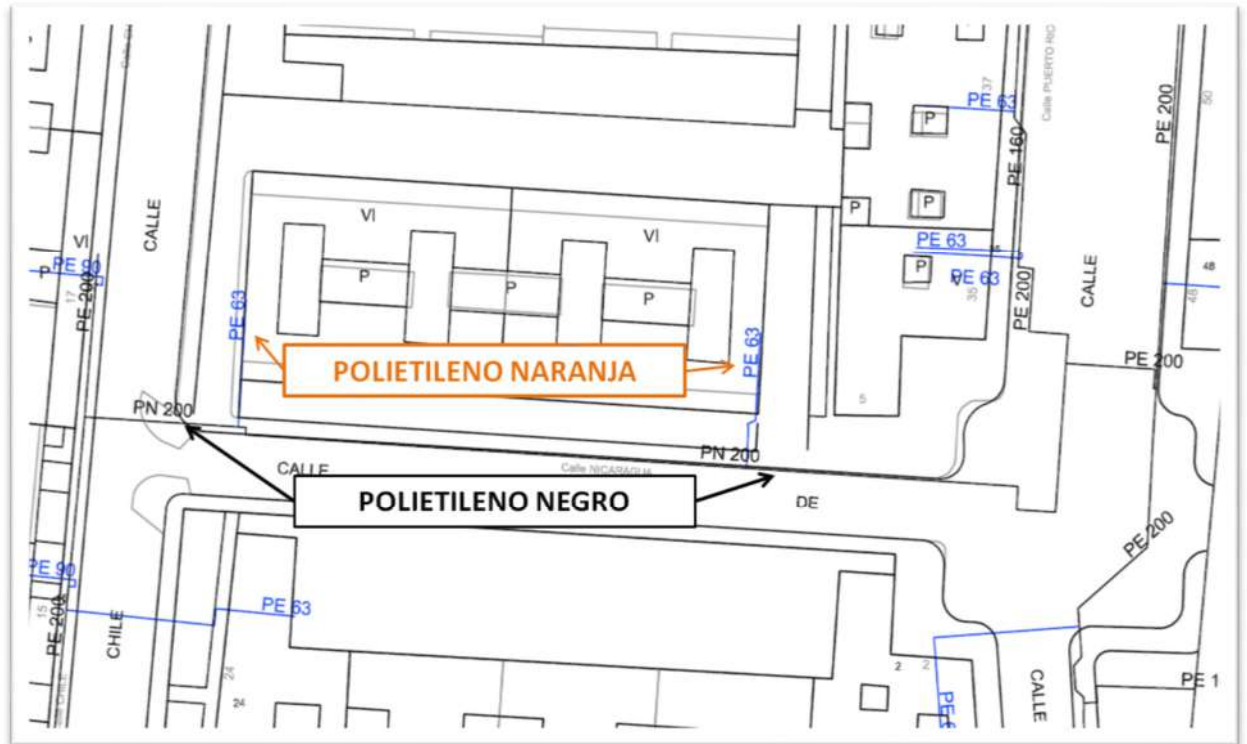 Calle PUERTO RIC
37
PE 63
P
PE 200
50
PE 160
CALLE
VI
VI
P
P
P
VI
PE 63
CALLE
48
PE 90
P
P
P
P
PE 63
35
48
17
PE 200
PE 63
PE 63
PE 200
PE 200
POLIETILENO NARANJA
5
PN 200
PN 200
CALLE
Calle NICARAGUA
POLIETILENO NEGRO
DE
PE 200
PE 90
15
PE 200
PE 63
CHILE
24
24
2
2
CALLE
PE 1